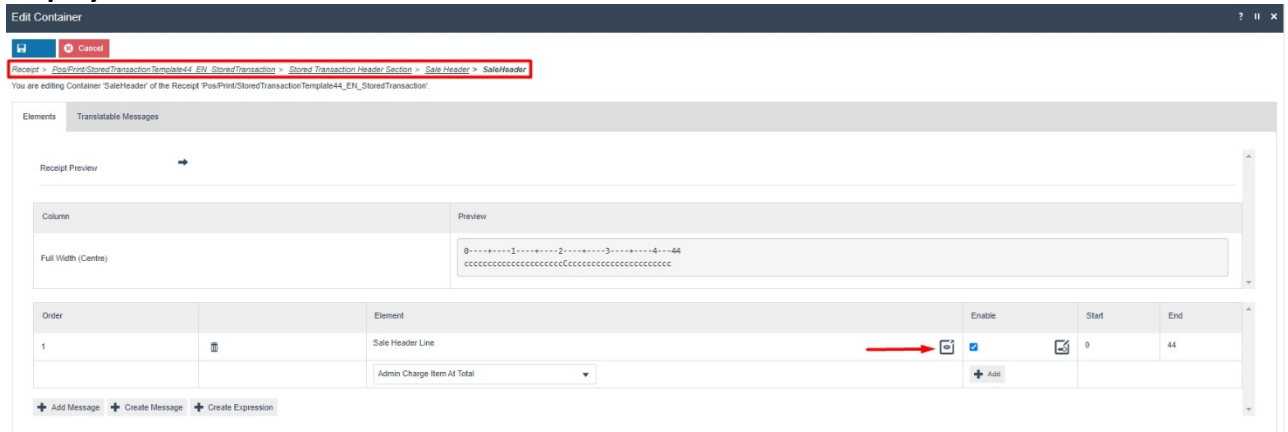 Edit Container
? II x
Cancel
Receipt > Pos/Print/StoredTransactionTemplate44_EN_StoredTransaction > Stored Transaction Header Section > Sale Header > SaleHeader
You are editing Container 'SaleHeader' of the Receipt 'Pos/Print/StoredTransactionTemplate44_EN_StoredTransaction'.
Elements Translatable Messages
Receipt Preview
Column Preview
0----+----1----+----2----+----3----+----4---44
Full Width (Centre)
ccccccccccccccccccccccCccccccccccccccccccccc
Order Element Enable Start End
1 Sale Header Line 0 44
Admin Charge Item At Total + Add
+ Add Message + Create Message + Create Expression